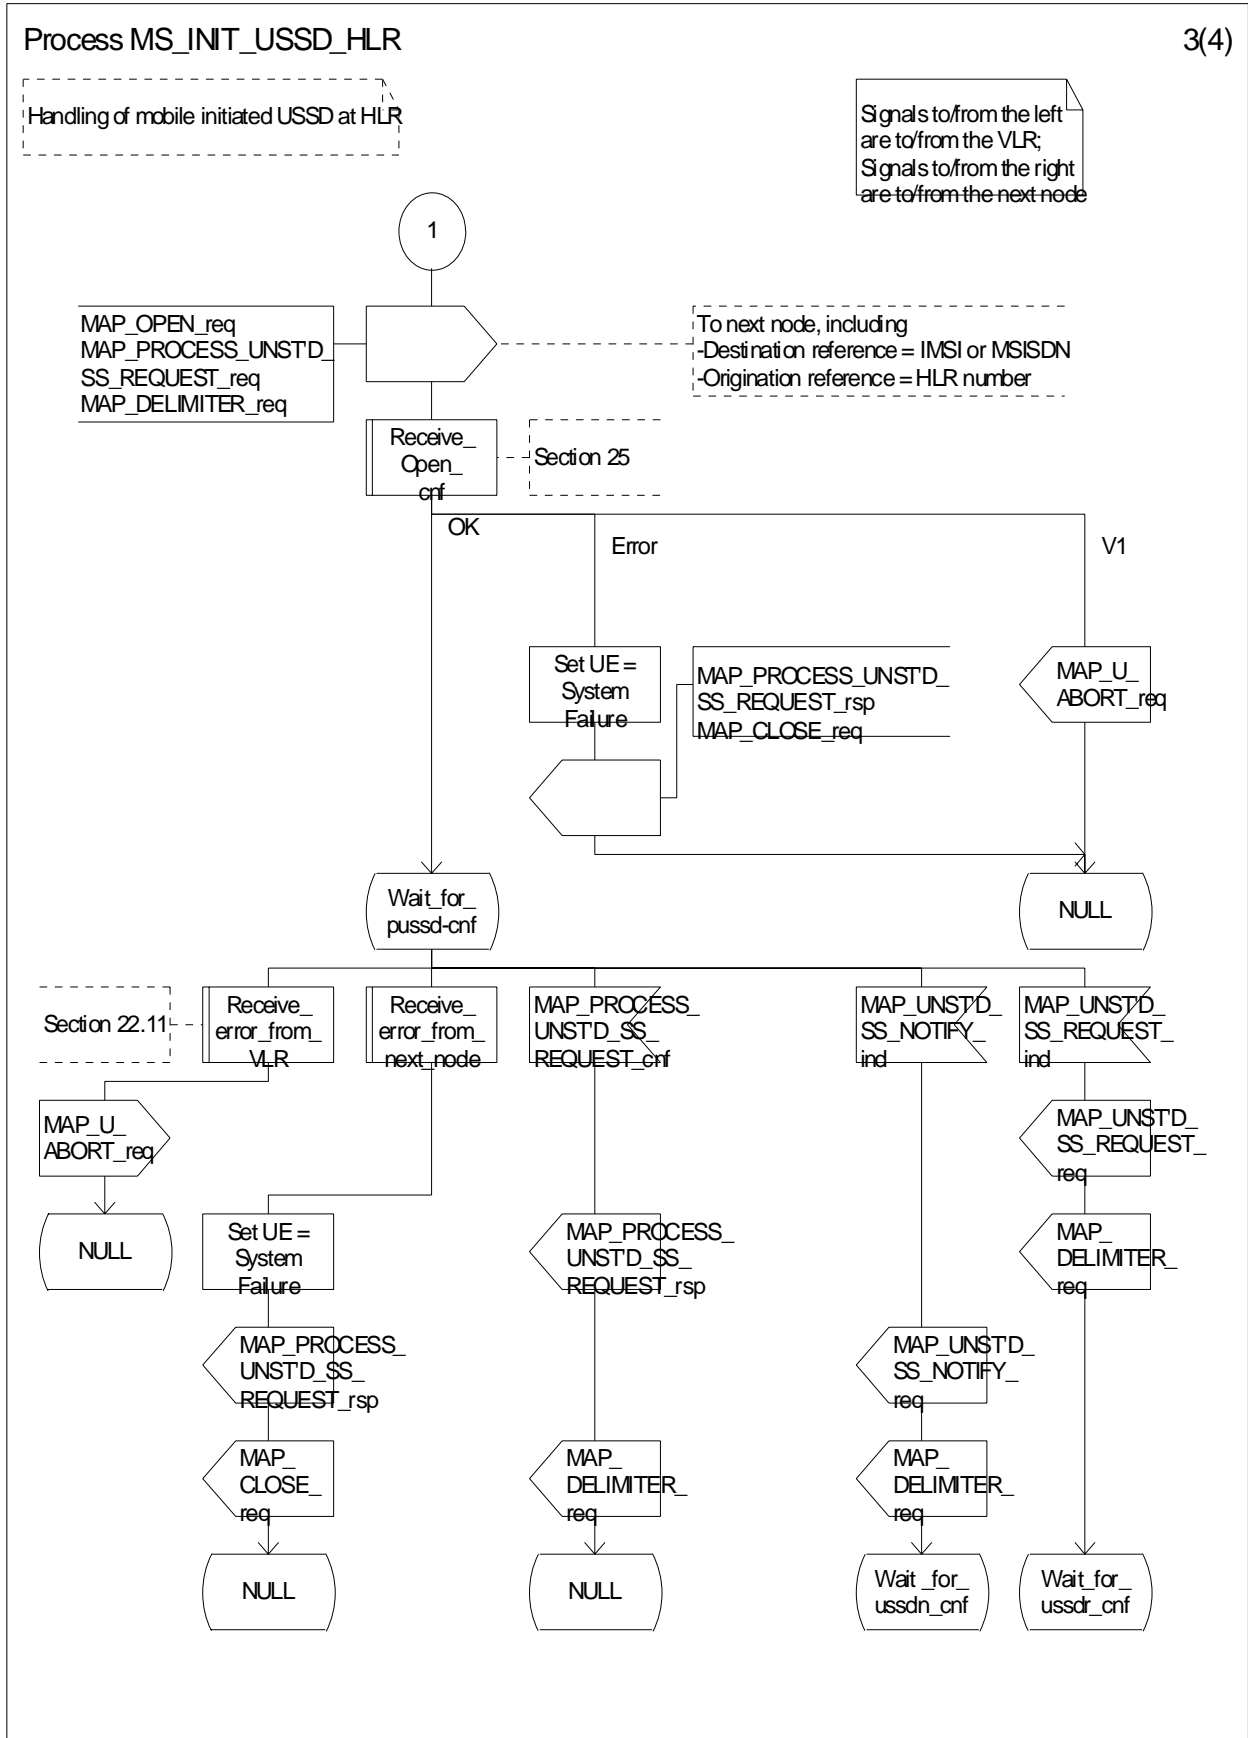 Process MS_INIT_USSD_HLR
3(4)
Handling of mobile initiated USSD at HLR
Signals to/from the left
are to/from the VLR;
Signals to/from the right
are to/from the next node
1
MAP_OPEN_req
MAP_PROCESS_UNST'D_
SS_REQUEST_req
MAP_DELIMITER_req
To next node, including
-Destination reference = IMSI or MSISDN
-Origination reference = HLR number
Receive_
Open_
cnf
Section 25
OK
Error
V1
Set UE =
System
Failure
MAP_PROCESS_UNST'D_
SS_REQUEST_rsp
MAP_CLOSE_req
MAP_U_
ABORT_req
Wait_for_
pussd-cnf
NULL
Section 22.11
Receive_
error_from_
VLR
Receive_
error_from_
next_node
MAP_PROCESS_
UNST'D_SS_
REQUEST_cnf
MAP_UNST'D_
SS_NOTIFY_
ind
MAP_UNST'D_
SS_REQUEST_
ind
MAP_U_
ABORT_req
MAP_UNST'D_
SS_REQUEST_
req
NULL
Set UE =
System
Failure
MAP_PROCESS_
UNST'D_SS_
REQUEST_rsp
MAP_
DELIMITER_
req
MAP_PROCESS_
UNST'D_SS_
REQUEST_rsp
MAP_UNST'D_
SS_NOTIFY_
req
MAP_
CLOSE_
req
MAP_
DELIMITER_
req
MAP_
DELIMITER_
req
NULL
NULL
Wait _for_
ussdn_cnf
Wait_for_
ussdr_cnf